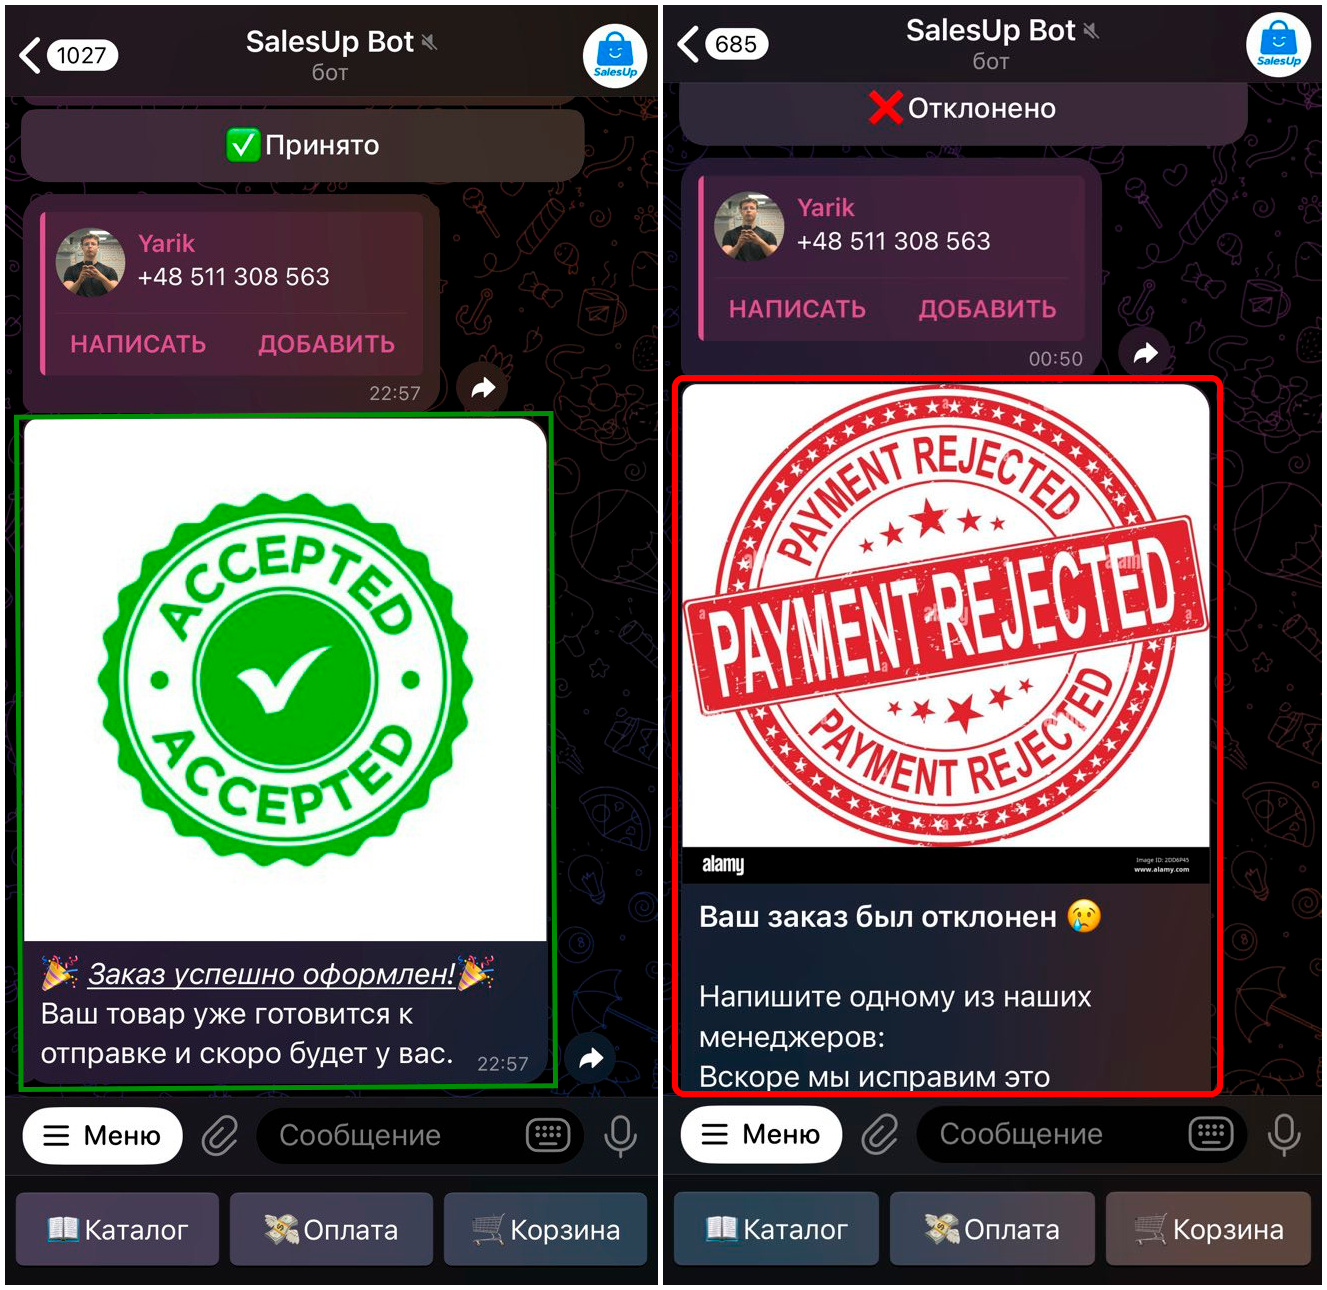 1027
SalesUp Bot
бот
SalesUp
Принято
Yarik
+48 511 308 563
НАПИСАТЬ ДОБАВИТЬ
22:57
ACCEPTED
ACCEPTED
Заказ успешно оформлен!
Ваш товар уже готовится к
отправке и скоро будет у вас.
22:57
Меню
Сообщение
Каталог
Оплата
Корзина
685
SalesUp Bot
бот
SalesUp
Отклонено
Yarik
+48 511 308 563
НАПИСАТЬ ДОБАВИТЬ
00:50
PAYMENT REJECTED
PAYMENT REJECTED
PAYMENT REJECTED
alamy
a
a
alamy
Image ID: 2DD6P45
www.alamy.com
Ваш заказ был отклонен
Напишите одному из наших
менеджеров:
Вскоре мы исправим это
Меню
Сообщение
Каталог
Оплата
Корзина